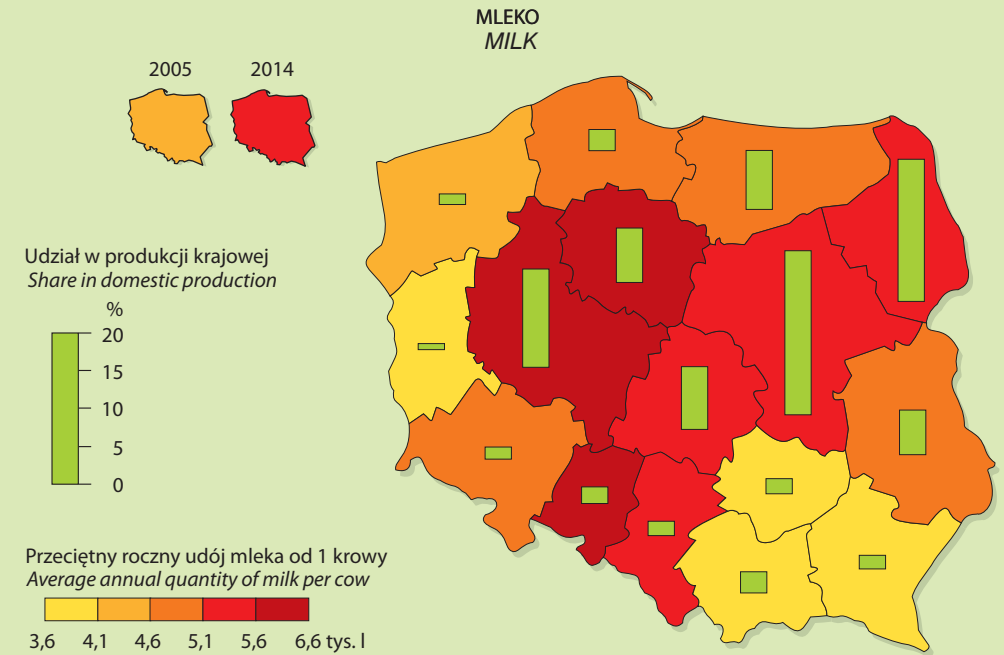 MLEKO
MILK
2005 2014
Udział w produkcji krajowej
Share in domestic production
%
20
15
10
5
0
Przeciętny roczny udój mleka od 1 krowy
Average annual quantity of milk per cow
3,6 4,1 4,6 5,1 5,6 6,6 tys. l